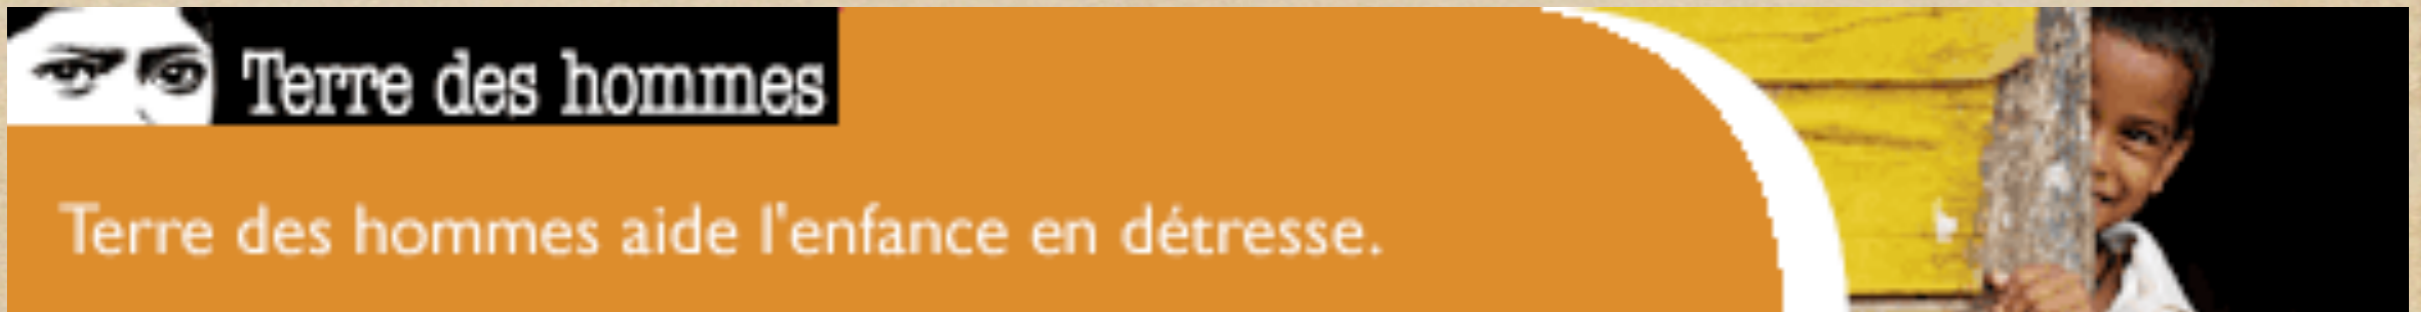 Terre des hommes
Terre des hommes aide l'enfance en détresse.